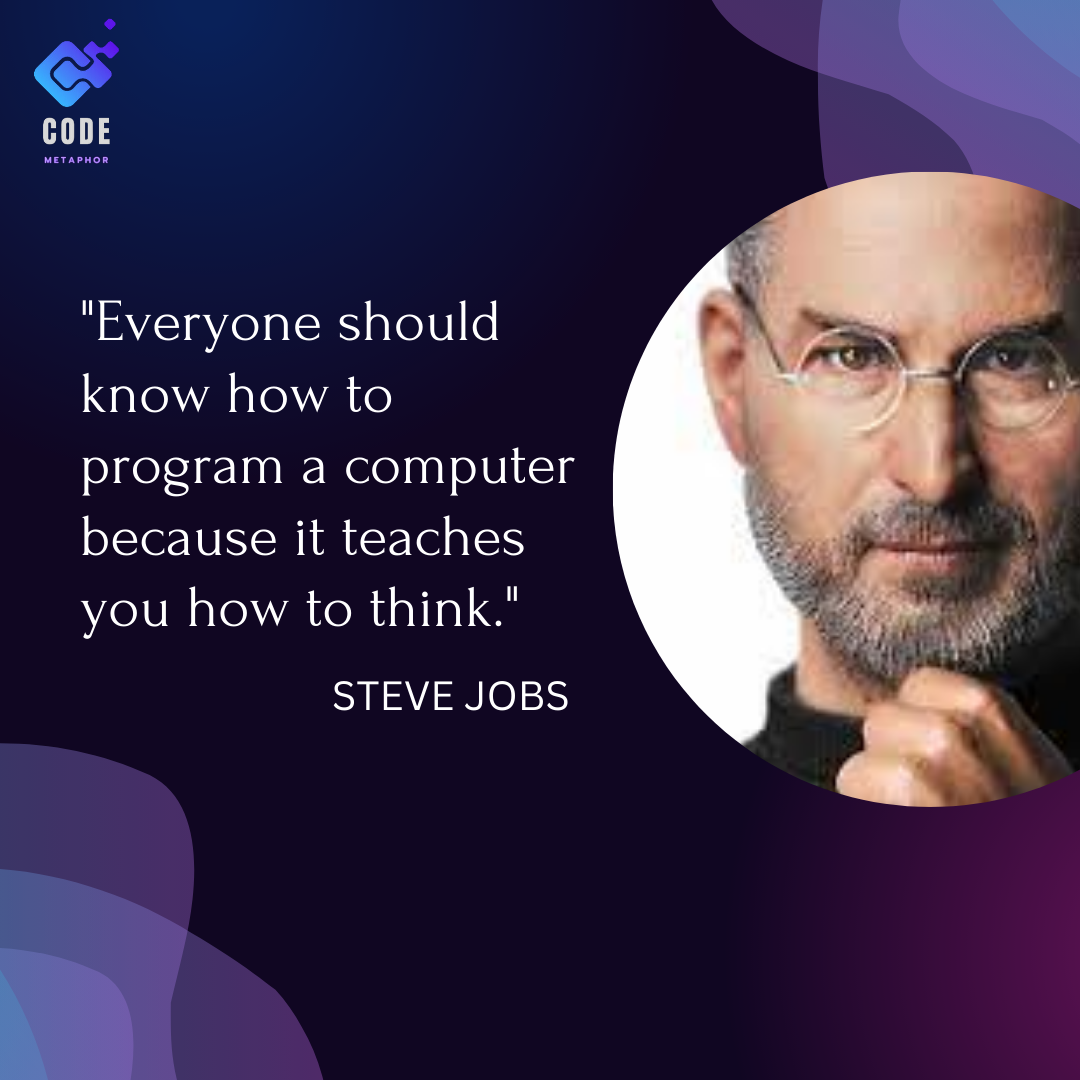 CODE
METAPHOR
"Everyone should
know how to
program a computer
because it teaches
you how to think."
STEVE JOBS